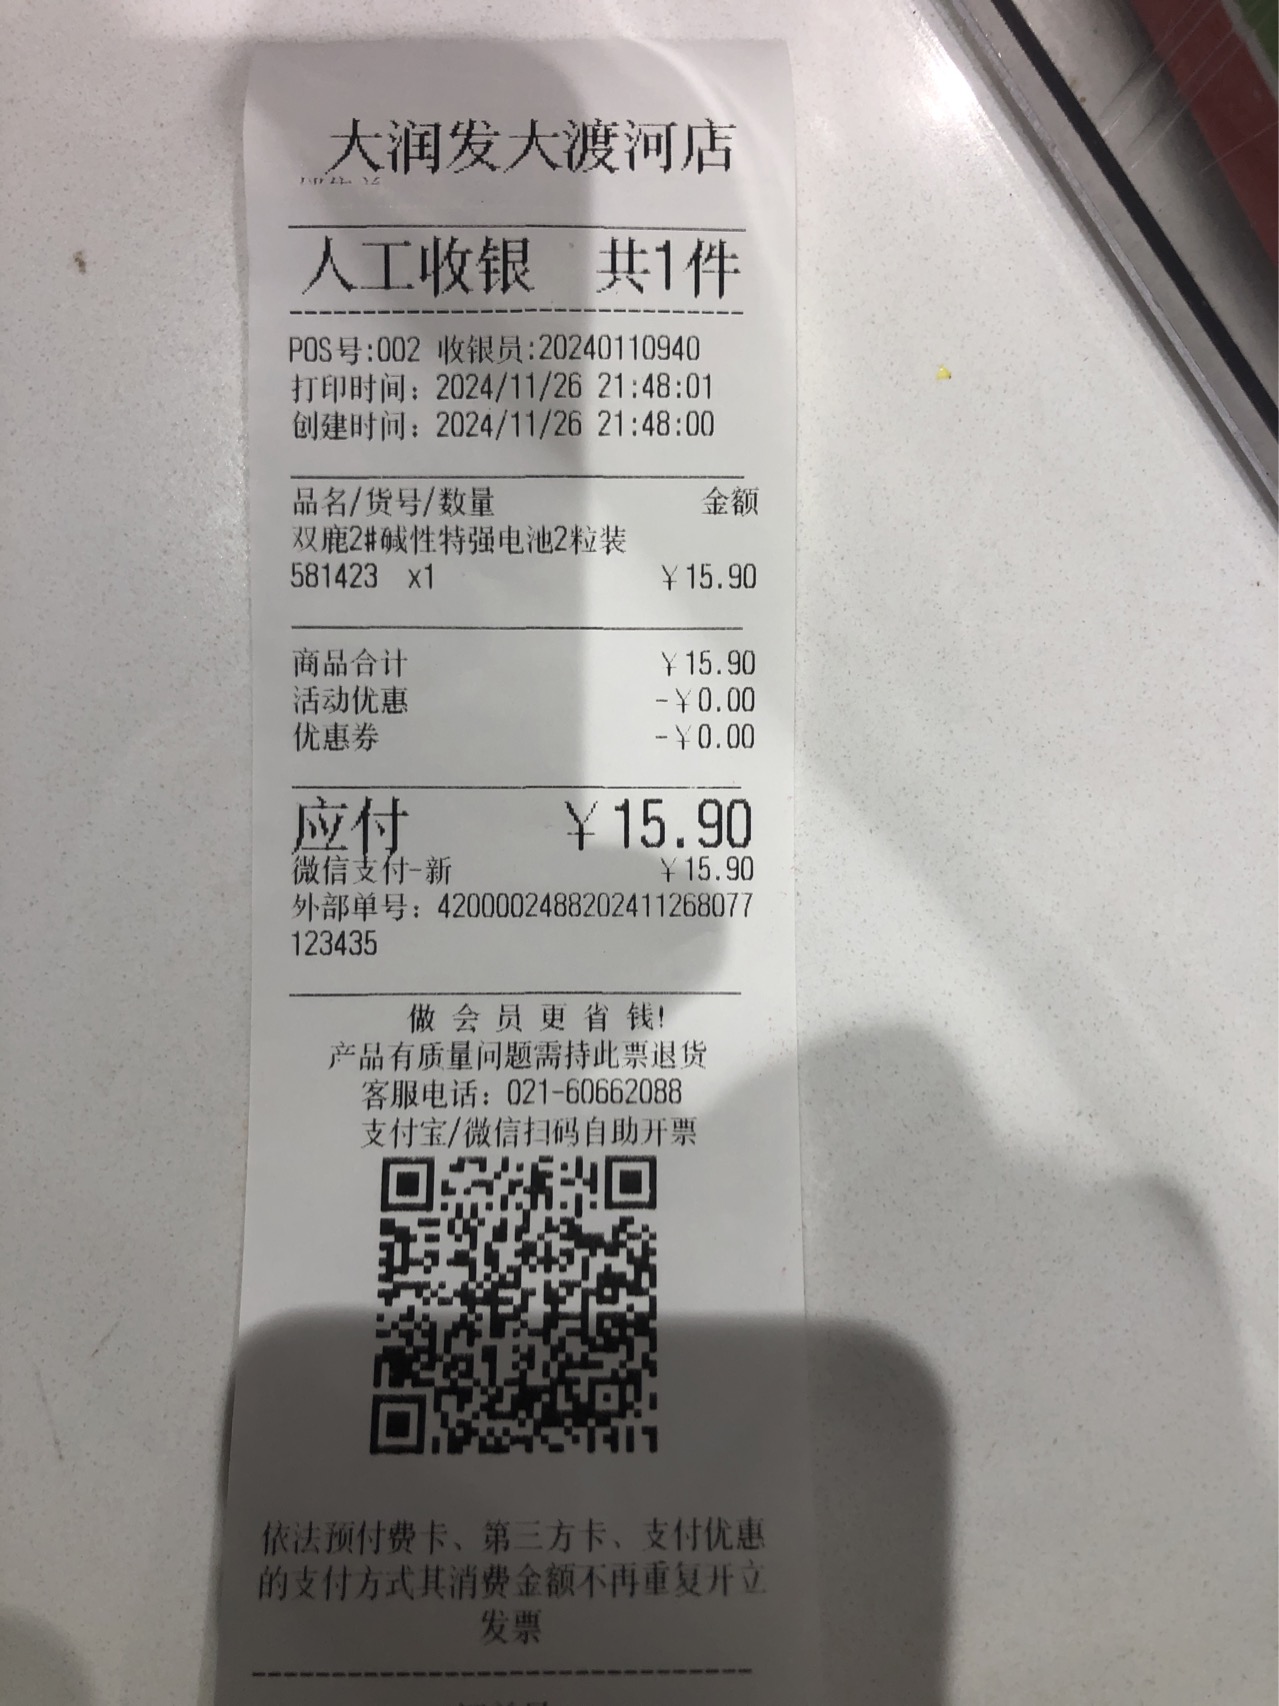 大润发大渡河店
人工收银 共1件
POS号:002 收银员:20240110940
打印时间：2024/11/26 21:48:01
创建时间：2024/11/26 21:48:00
品名/货号/数量 金额
双鹿2#碱性特强电池2粒装
581423 x1 ￥15.90
商品合计 ￥15.90
活动优惠 -￥0.00
优惠券 -￥0.00
应付 ￥15.90
微信支付-新 ￥15.90
外部单号：4200002488202411268077
123435
做会员更省钱!
产品有质量问题需持此票退货
客服电话：021-60662088
支付宝/微信扫码自助开票
依法预付费卡、第三方卡、支付优惠
的支付方式其消费金额不再重复开立
发票